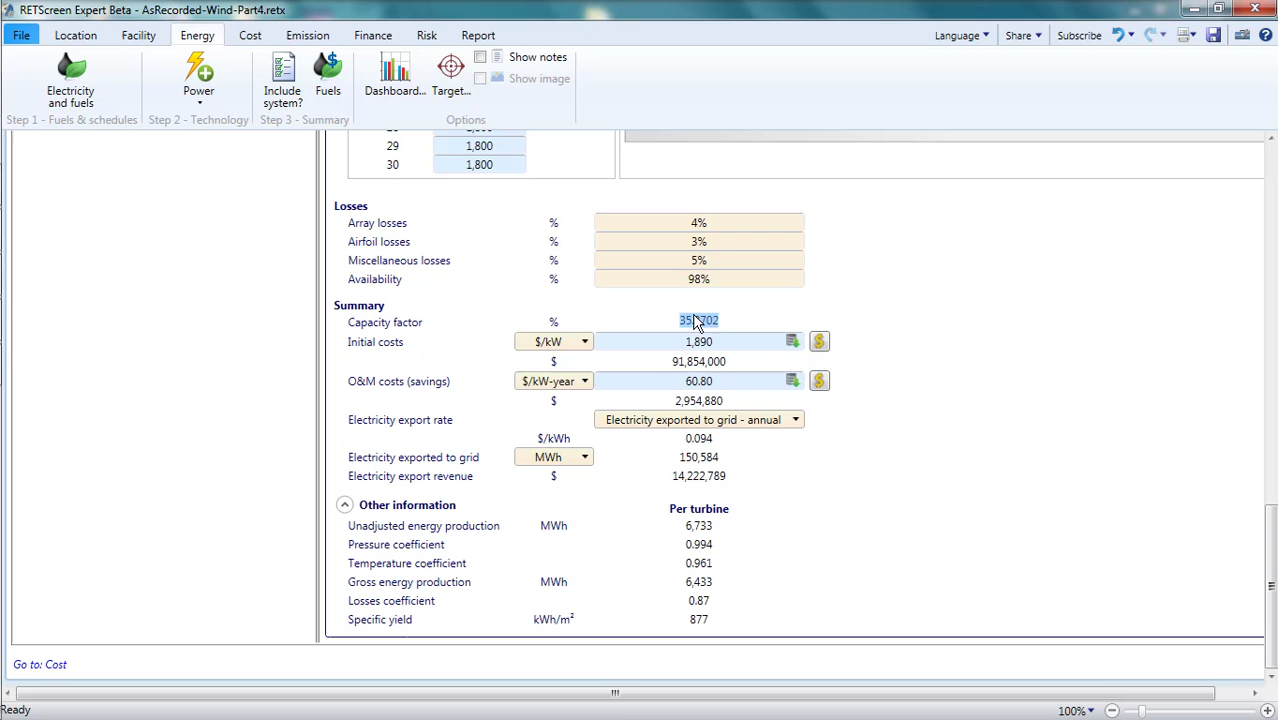 RETScreen Expert Beta - AsRecorded-Wind-Part4.retx
File Location Facility Energy Cost Emission Finance Risk Report Language Share Subscribe
Electricity and fuels Power Include system? Fuels Dashboard... Target... Show notes
Show image
Step 1 - Fuels & schedules Step 2 - Technology Step 3 - Summary Options
29 1,800
30 1,800
Losses
Array losses % 4%
Airfoil losses % 3%
Miscellaneous losses % 5%
Availability % 98%
Summary
Capacity factor %
Initial costs $/kW 1,890
$ 91,854,000
O&M costs (savings) $/kW-year 60.80
$ 2,954,880
Electricity export rate Electricity exported to grid - annual
$/kWh 0.094
Electricity exported to grid MWh 150,584
Electricity export revenue $ 14,222,789
Other information Per turbine
Unadjusted energy production MWh 6,733
Pressure coefficient 0.994
Temperature coefficient 0.961
Gross energy production MWh 6,433
Losses coefficient 0.87
Specific yield kWh/m² 877
Go to: Cost
Ready 100%